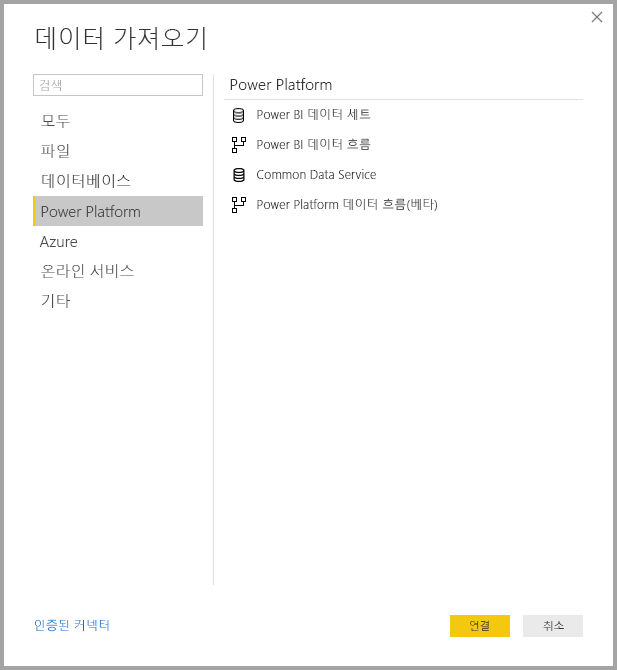 데이터 가져오기
검색
모두
파일
데이터베이스
Power Platform
Azure
온라인 서비스
기타
Power Platform
Power BI 데이터 세트
Power BI 데이터 흐름
Common Data Service
Power Platform 데이터 흐름(베타)
인증된 커넥터
연결
취소